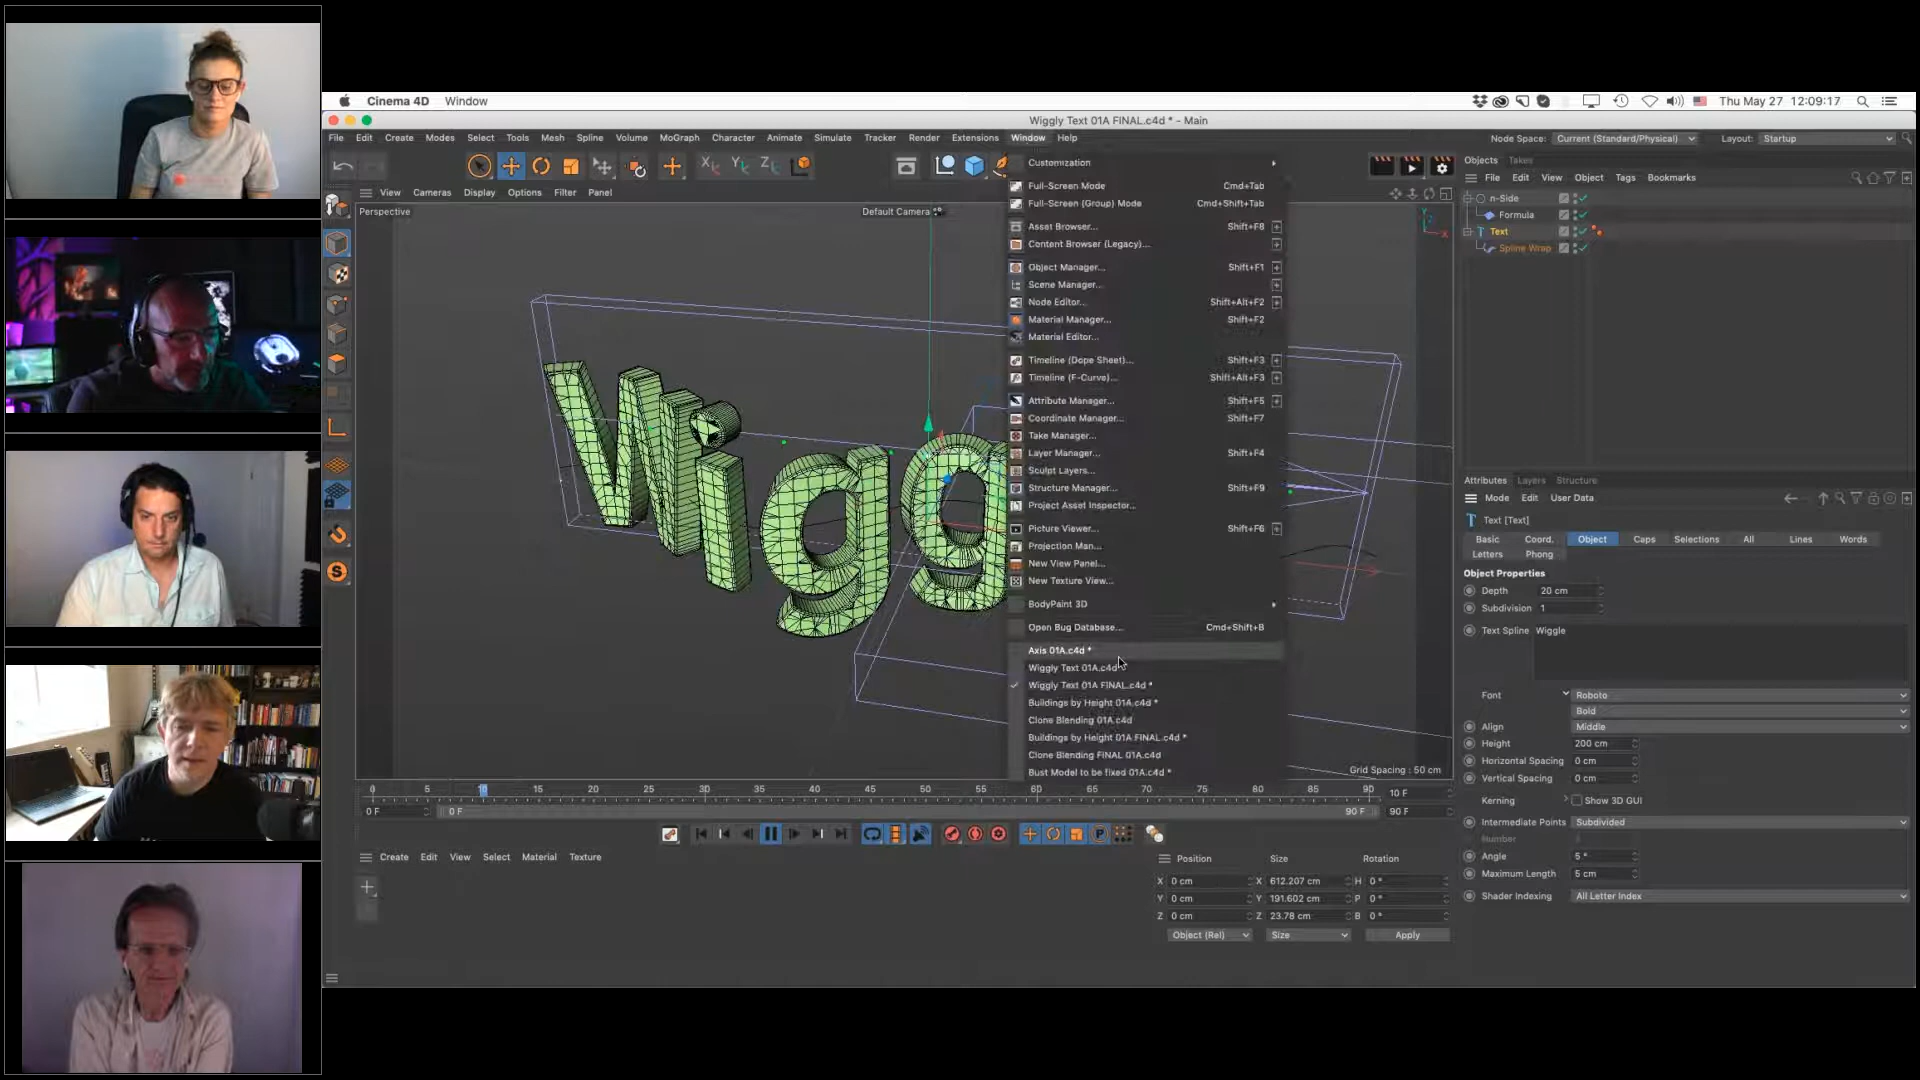 Cinema 4D Window
Thu May 27 12:09:17
Wiggly Text 01A FINAL.c4d * - Main
File Edit Create Modes Select Tools Mesh Spline Volume MoGraph Character Animate Simulate Tracker Render Extensions Window Help
Node Space: Current (Standard/Physical) Layout: Startup
View Cameras Display Options Filter Panel
Perspective
Default Camera
Wigg
Grid Spacing : 50 cm
Customization
Full-Screen Mode Cmd+Tab
Full-Screen (Group) Mode Cmd+Shift+Tab
Asset Browser... Shift+F8
Content Browser (Legacy)...
Object Manager... Shift+F1
Scene Manager...
Node Editor... Shift+Alt+F2
Material Manager... Shift+F2
Material Editor...
Timeline (Dope Sheet)... Shift+F3
Timeline (F-Curve)... Shift+Alt+F3
Attribute Manager... Shift+F5
Coordinate Manager... Shift+F7
Take Manager...
Layer Manager... Shift+F4
Sculpt Layers...
Structure Manager... Shift+F9
Project Asset Inspector...
Picture Viewer... Shift+F6
Projection Man...
New View Panel...
New Texture View...
BodyPaint 3D
Open Bug Database... Cmd+Shift+B
Axis 01A.c4d *
Wiggly Text 01A.c4d *
Wiggly Text 01A FINAL.c4d *
Buildings by Height 01A.c4d *
Clone Blending 01A.c4d
Buildings by Height 01A FINAL.c4d *
Clone Blending FINAL 01A.c4d
Bust Model to be fixed 01A.c4d *
Objects Takes
File Edit View Object Tags Bookmarks
n-Side
Formula
Text
Spline Wrap
Attributes Layers Structure
Mode Edit User Data
Text [Text]
Basic Coord. Object Caps Selections All Lines Words
Letters Phong
Object Properties
Depth 20 cm
Subdivision 1
Text Spline Wiggle
Font Roboto
Bold
Align Middle
Height 200 cm
Horizontal Spacing 0 cm
Vertical Spacing 0 cm
Kerning Show 3D GUI
Intermediate Points Subdivided
Number
Angle 5 °
Maximum Length 5 cm
Shader Indexing All Letter Index
0 5 10 15 20 25 30 35 40 45 50 55 60 65 70 75 80 85 90 10 F
0 F 0 F 90 F 90 F
Create Edit View Select Material Texture
Position Size Rotation
X 0 cm X 612.207 cm H 0 °
Y 0 cm Y 191.602 cm P 0 °
Z 0 cm Z 23.78 cm B 0 °
Object (Rel) Size Apply